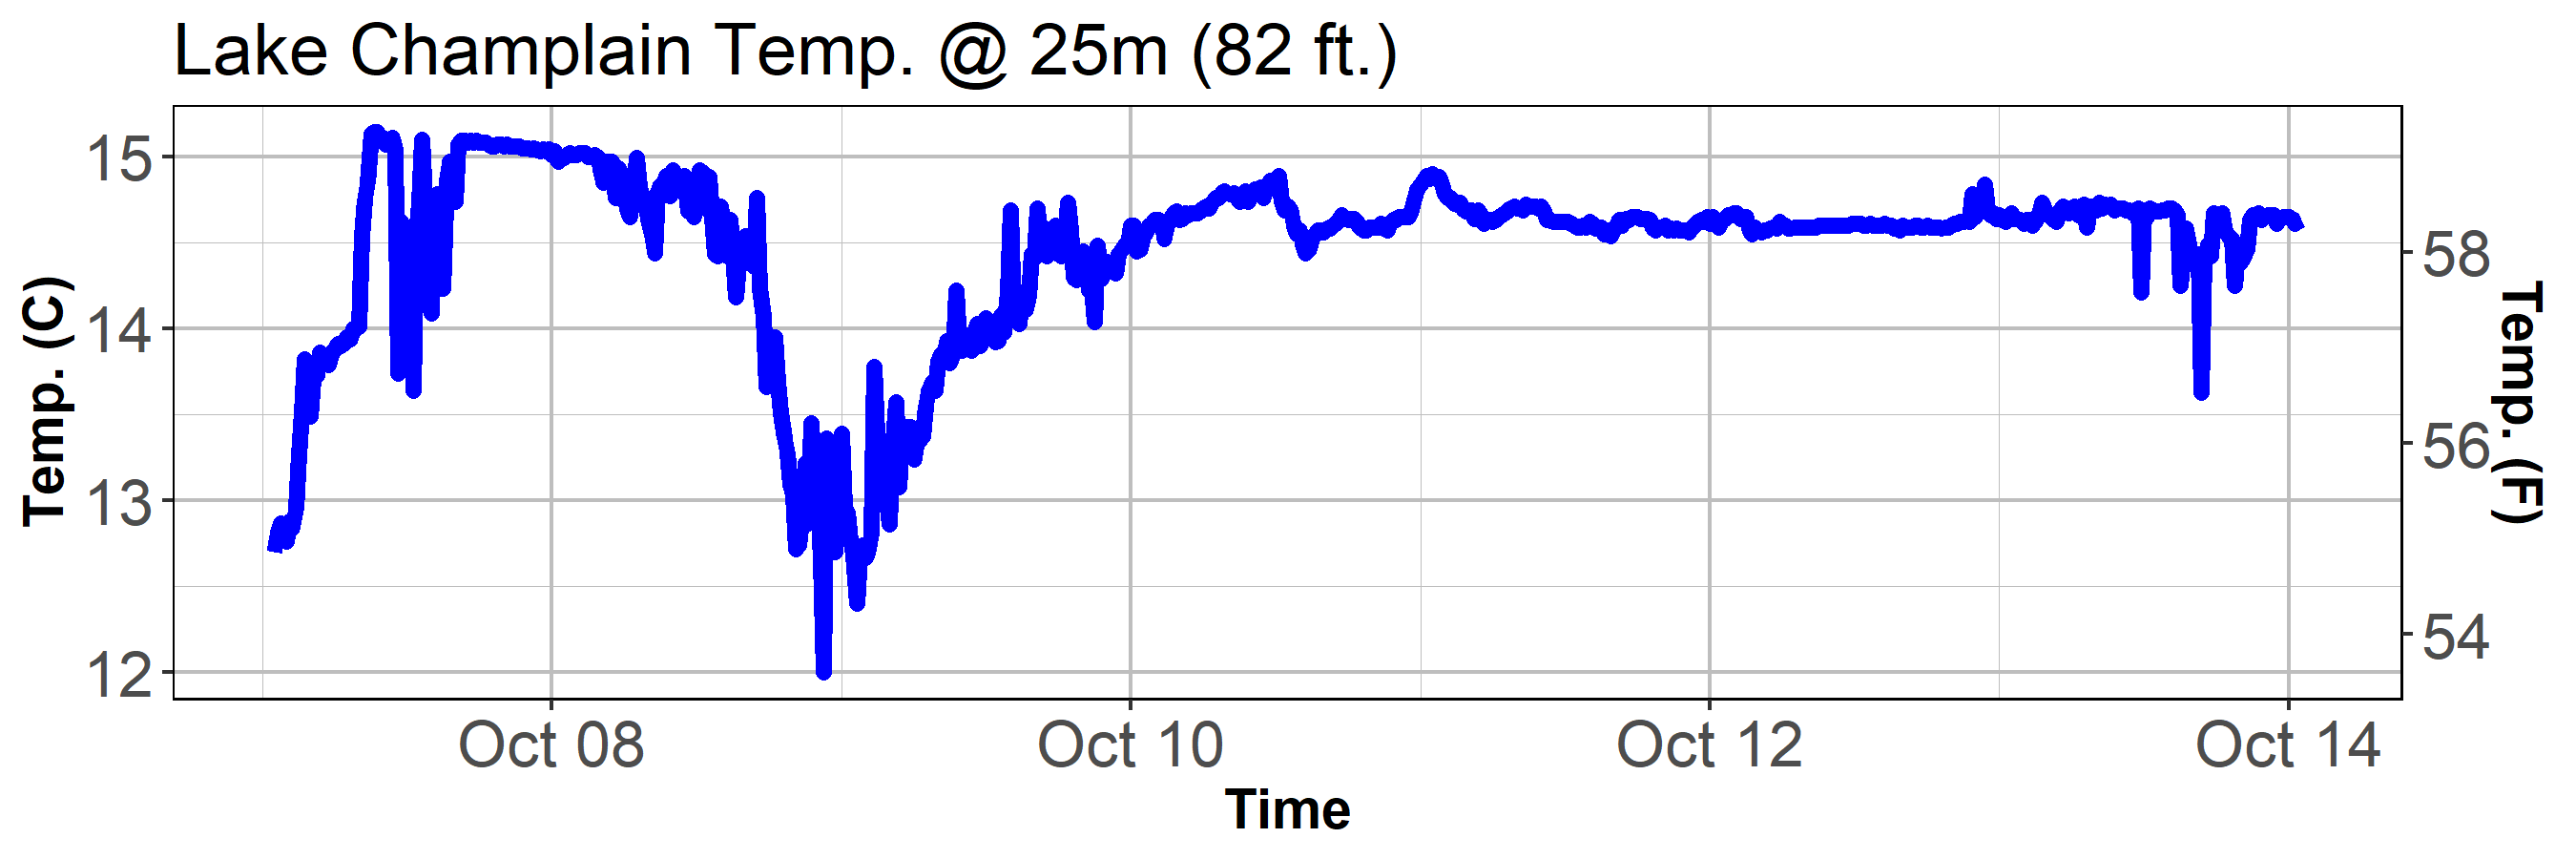 Lake Champlain Temp. @ 25m (82 ft.)
Temp. (C)
15
14
13
12
58
56
54
Temp. (F)
Oct 08 Oct 10 Oct 12 Oct 14
Time